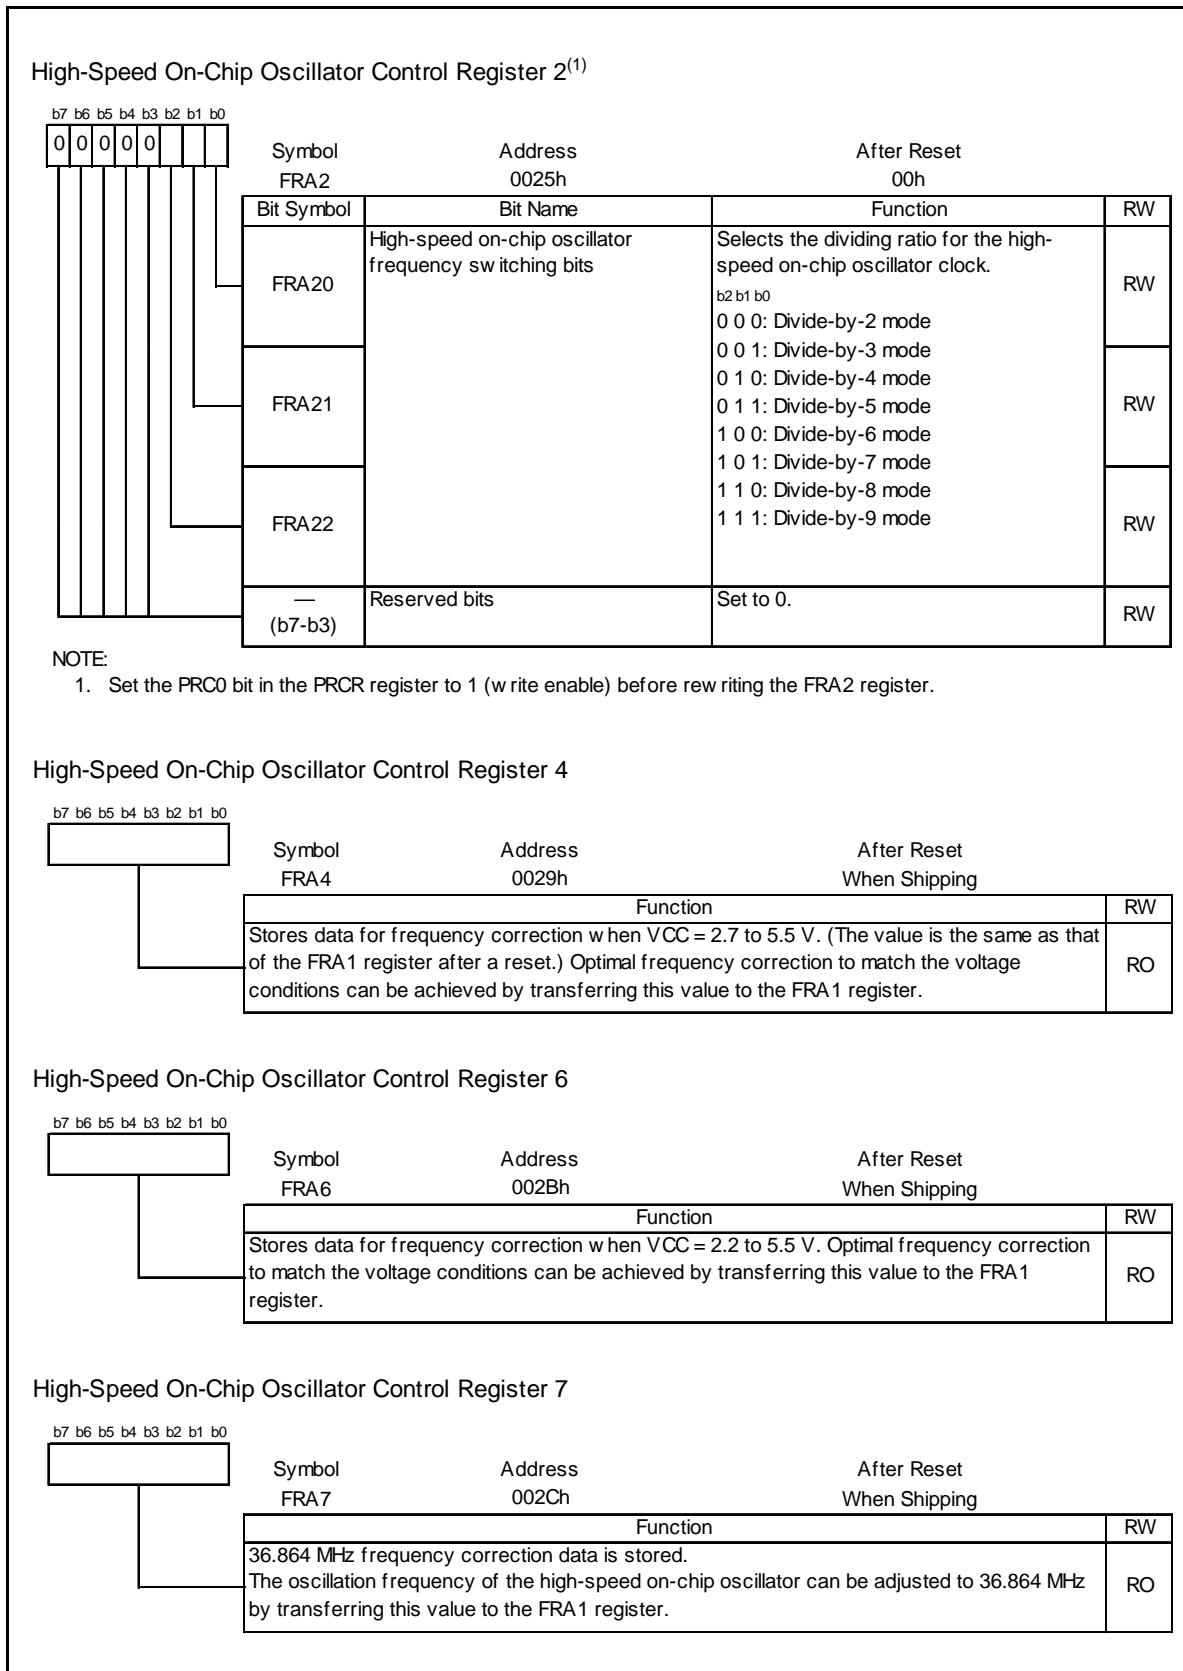 High-Speed On-Chip Oscillator Control Register 2(1)
b7 b6 b5 b4 b3 b2 b1 b0
0 0 0 0 0
Symbol Address After Reset
FRA2 0025h 00h
Bit Symbol Bit Name Function RW
FRA20 High-speed on-chip oscillator frequency switching bits Selects the dividing ratio for the high-speed on-chip oscillator clock. RW
b2 b1 b0
0 0 0: Divide-by-2 mode
0 0 1: Divide-by-3 mode
0 1 0: Divide-by-4 mode
FRA21 0 1 1: Divide-by-5 mode RW
1 0 0: Divide-by-6 mode
1 0 1: Divide-by-7 mode
1 1 0: Divide-by-8 mode
FRA22 1 1 1: Divide-by-9 mode RW
— (b7-b3) Reserved bits Set to 0. RW
NOTE:
1. Set the PRC0 bit in the PRCR register to 1 (write enable) before rewriting the FRA2 register.
High-Speed On-Chip Oscillator Control Register 4
b7 b6 b5 b4 b3 b2 b1 b0
Symbol Address After Reset
FRA4 0029h When Shipping
Function RW
Stores data for frequency correction when VCC = 2.7 to 5.5 V. (The value is the same as that
of the FRA1 register after a reset.) Optimal frequency correction to match the voltage RO
conditions can be achieved by transferring this value to the FRA1 register.
High-Speed On-Chip Oscillator Control Register 6
b7 b6 b5 b4 b3 b2 b1 b0
Symbol Address After Reset
FRA6 002Bh When Shipping
Function RW
Stores data for frequency correction when VCC = 2.2 to 5.5 V. Optimal frequency correction
to match the voltage conditions can be achieved by transferring this value to the FRA1 RO
register.
High-Speed On-Chip Oscillator Control Register 7
b7 b6 b5 b4 b3 b2 b1 b0
Symbol Address After Reset
FRA7 002Ch When Shipping
Function RW
36.864 MHz frequency correction data is stored.
The oscillation frequency of the high-speed on-chip oscillator can be adjusted to 36.864 MHz RO
by transferring this value to the FRA1 register.